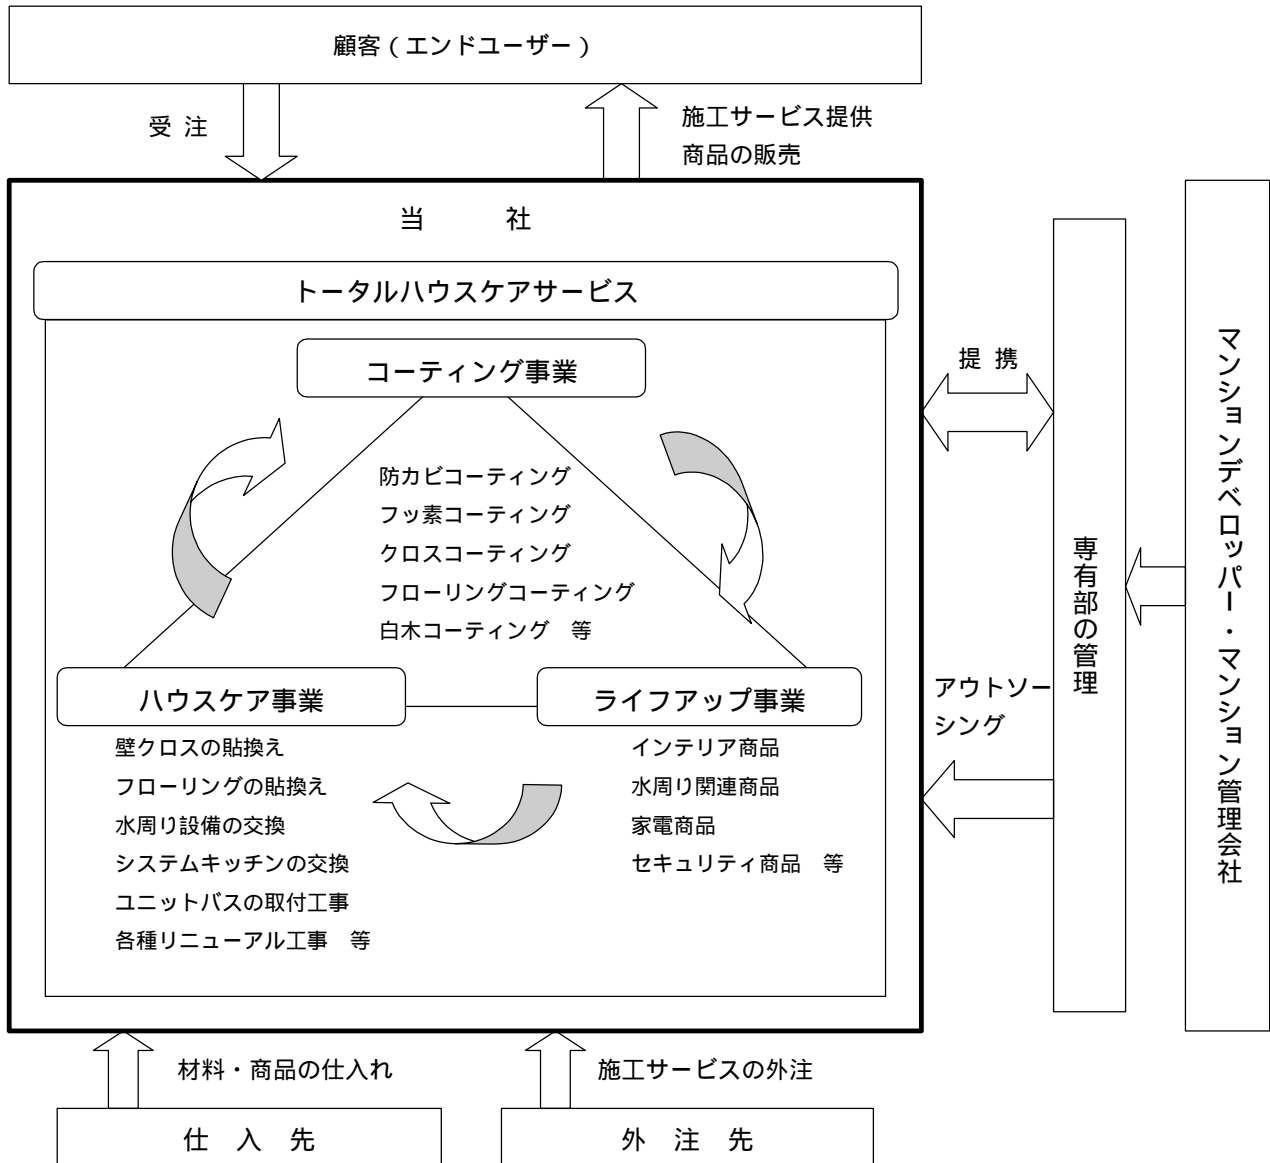 顧客（エンドユーザー）
受 注
施工サービス提供
商品の販売
当　　社
トータルハウスケアサービス
コーティング事業
防カビコーティング
フッ素コーティング
クロスコーティング
フローリングコーティング
白木コーティング　等
ハウスケア事業
壁クロスの貼換え
フローリングの貼換え
水周り設備の交換
システムキッチンの交換
ユニットバスの取付工事
各種リニューアル工事　等
ライフアップ事業
インテリア商品
水周り関連商品
家電商品
セキュリティ商品　等
提 携
アウトソー
シング
専有部の管理
マンションデベロッパー・マンション管理会社
材料・商品の仕入れ
施工サービスの外注
仕　入　先
外　注　先